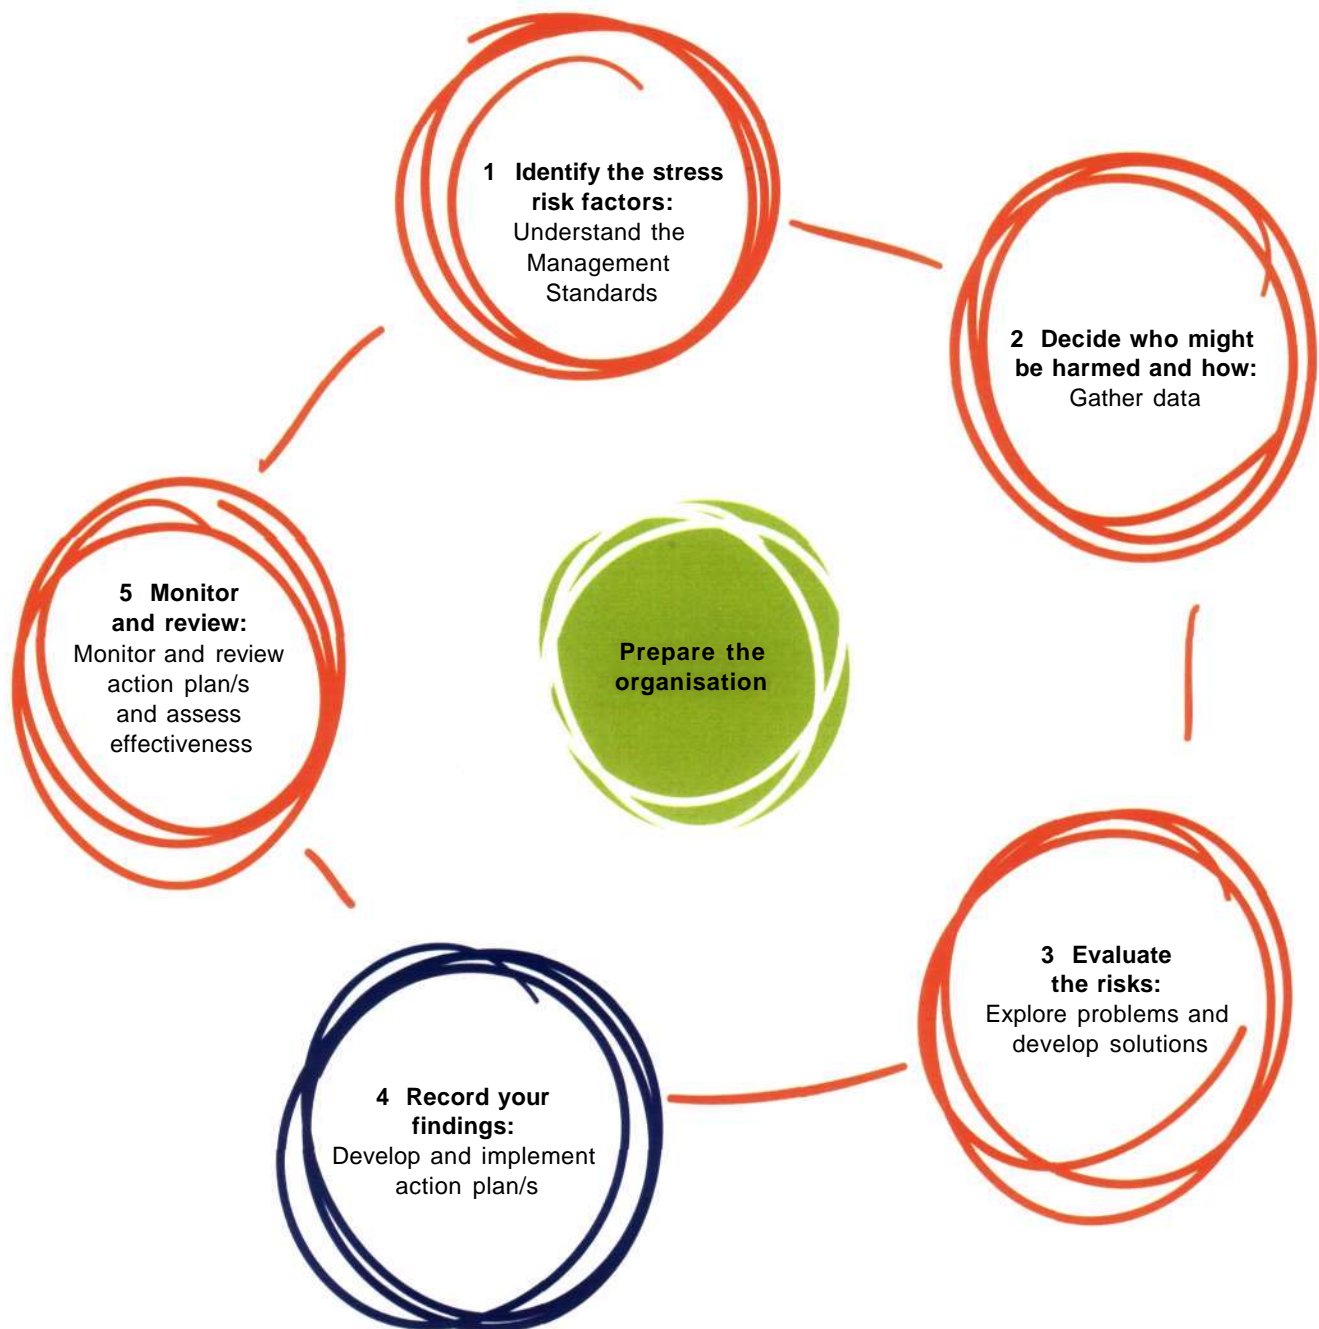 1 Identify the stress
risk factors:
Understand the
Management
Standards
2 Decide who might
be harmed and how:
Gather data
3 Evaluate
the risks:
Explore problems and
develop solutions
4 Record your
findings:
Develop and implement
action plan/s
5 Monitor
and review:
Monitor and review
action plan/s
and assess
effectiveness
Prepare the
organisation